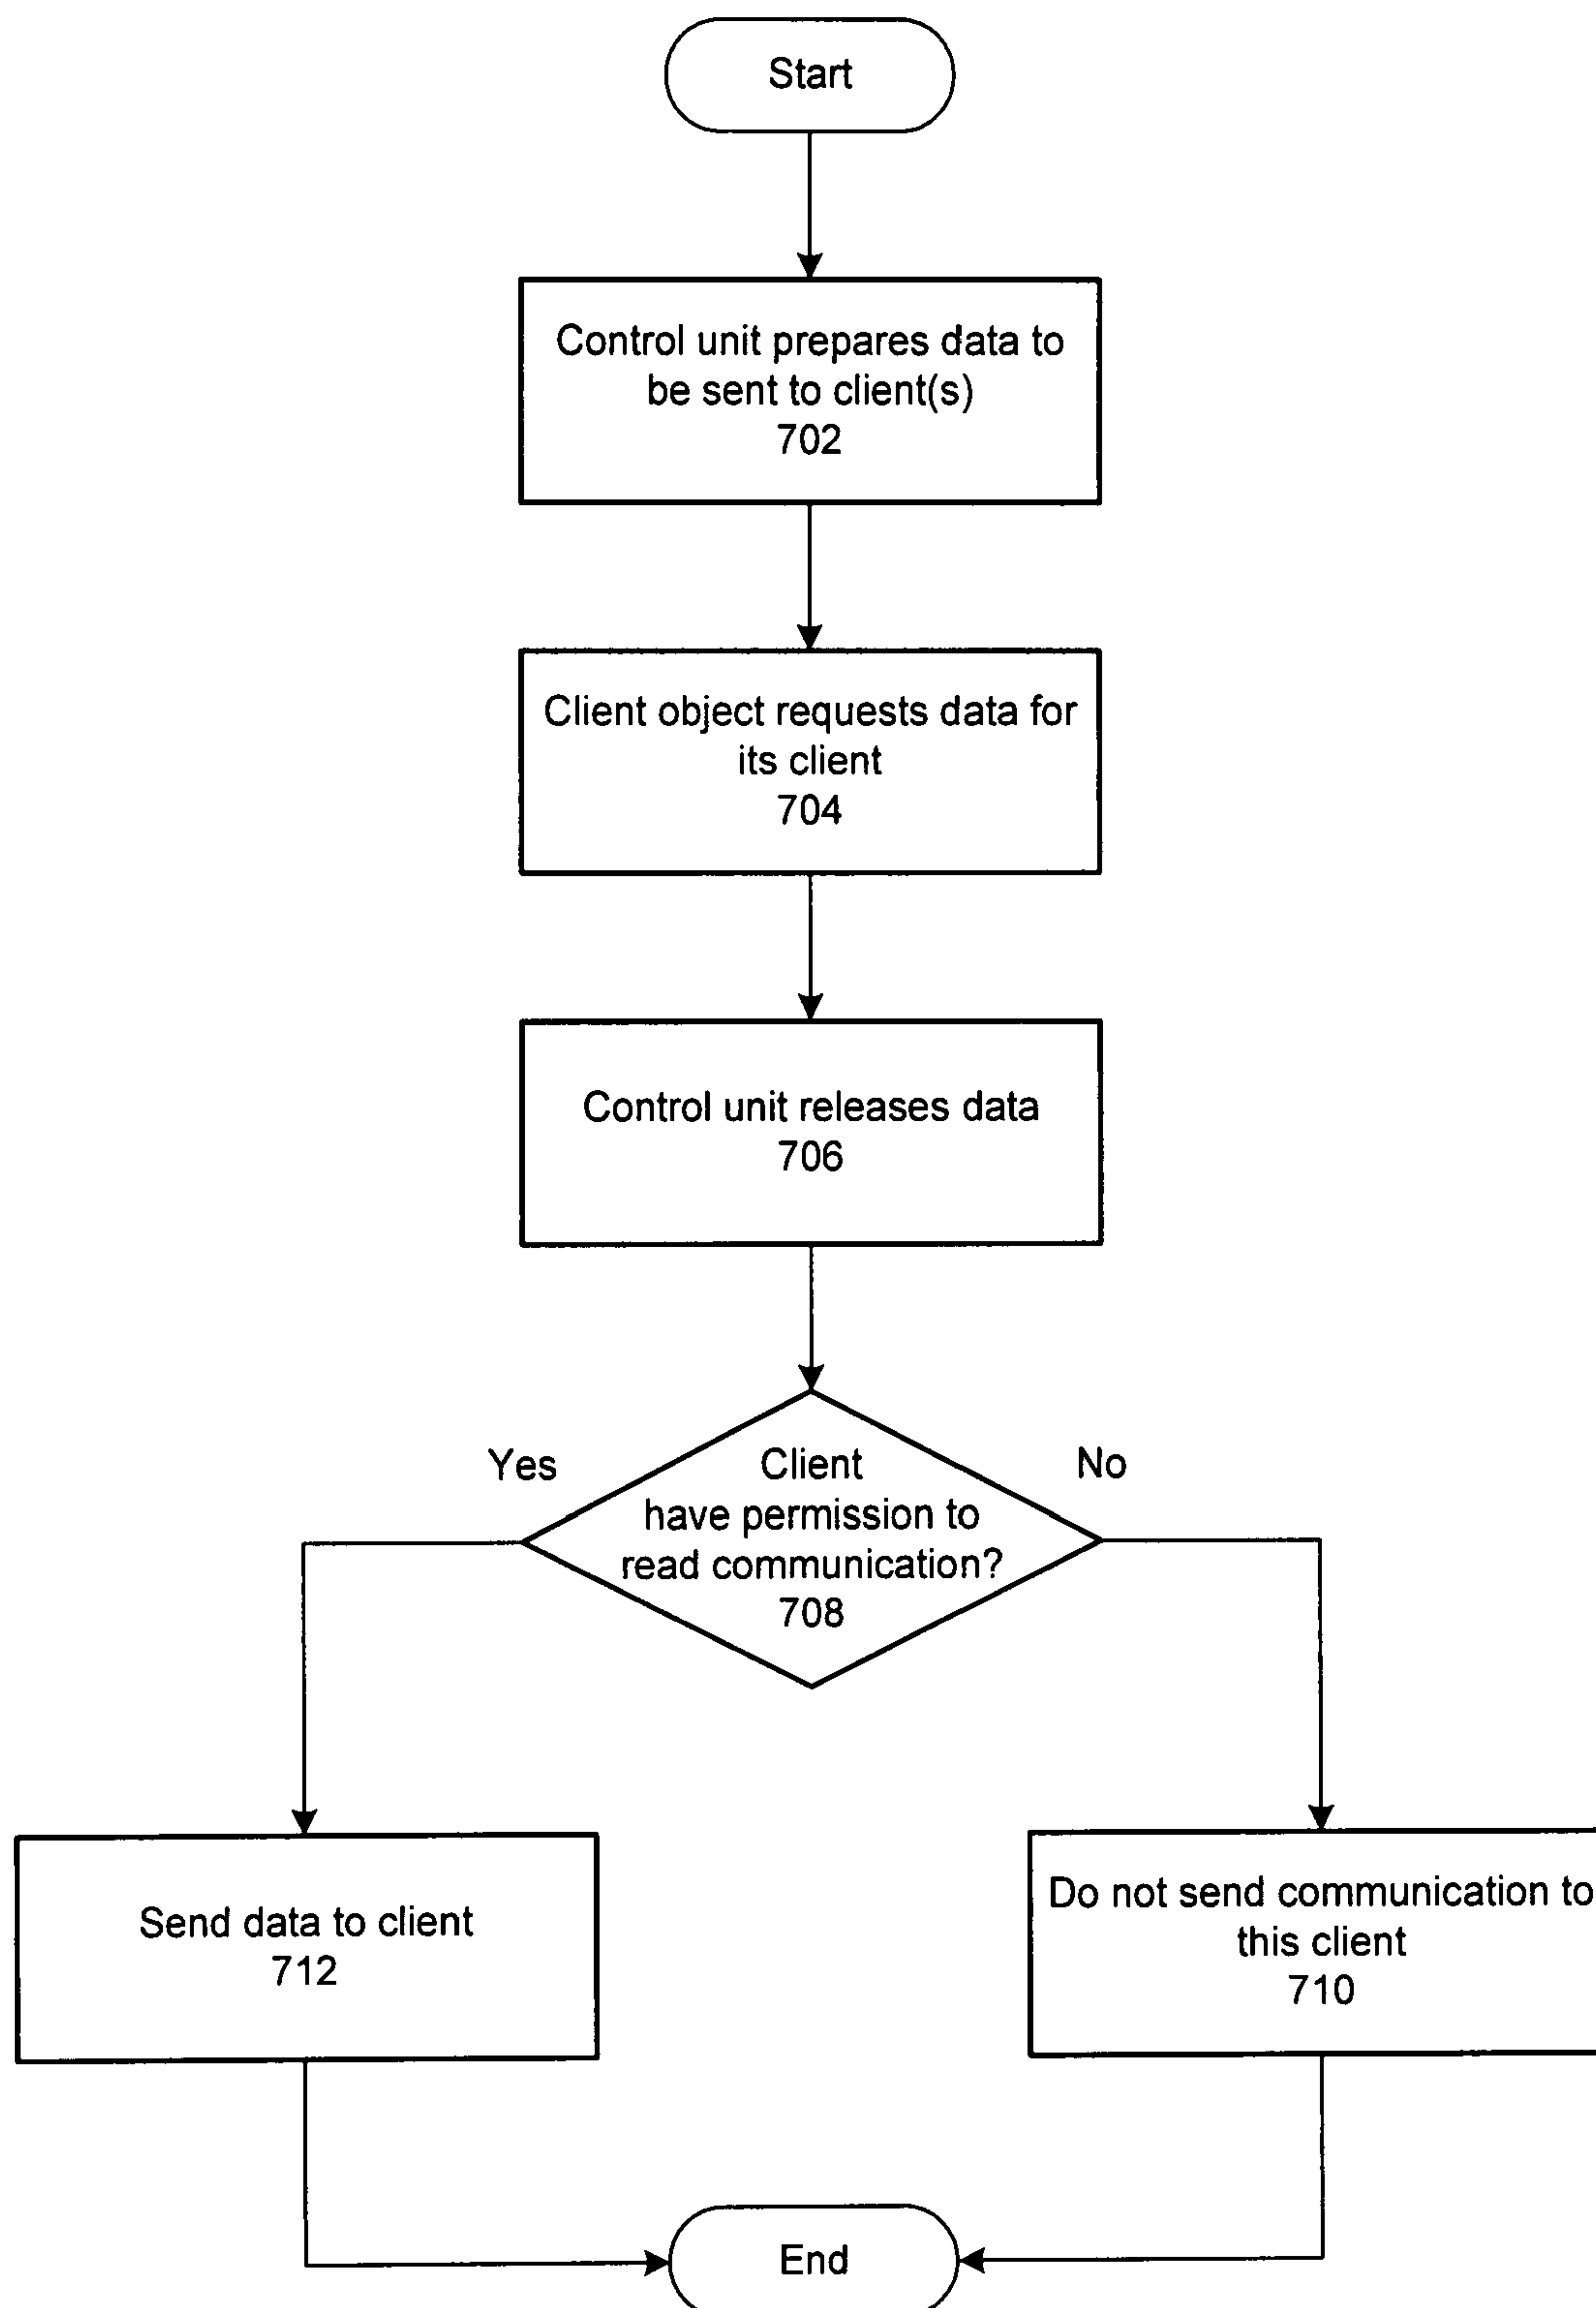 Start
Control unit prepares data to
be sent to client(s)
702
Client object requests data for
its client
704
Control unit releases data
706
Yes
No
Client
have permission to
read communication?
708
Send data to client
712
Do not send communication to
this client
710
End